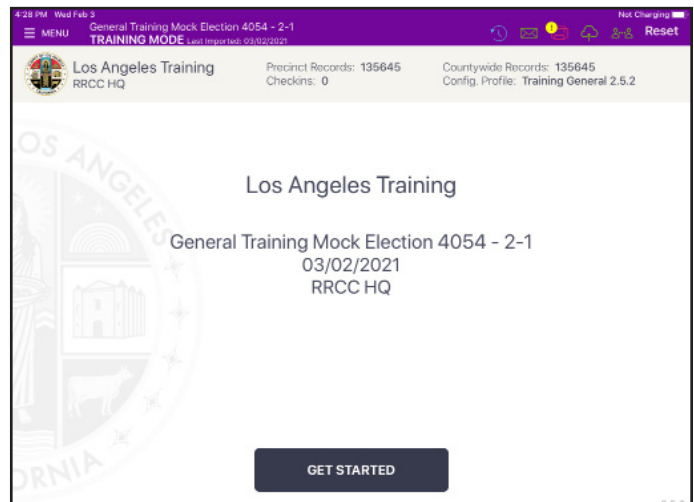 4:28 PM Wed Feb 3
Not Charging
MENU
General Training Mock Election 4054 - 2-1
TRAINING MODE Last Imported: 03/02/2021
Reset
Los Angeles Training
RRCC HQ
Precinct Records: 135645
Checkins: 0
Countywide Records: 135645
Config. Profile: Training General 2.5.2
OS ANGELES
Los Angeles Training
General Training Mock Election 4054 - 2-1
03/02/2021
RRCC HQ
GET STARTED
ORNIA